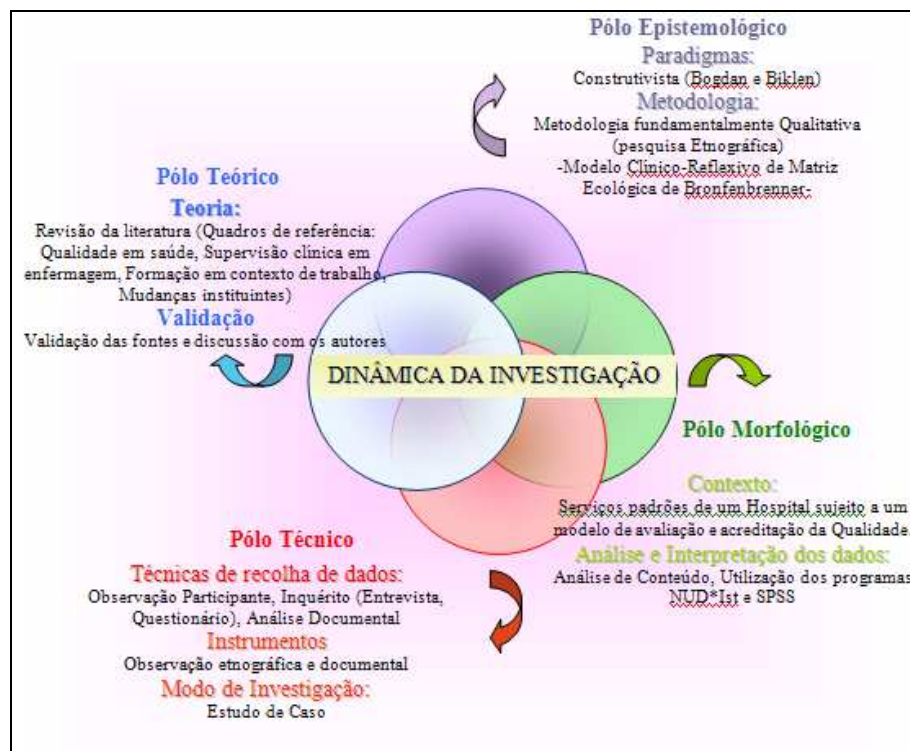 Pólo Epistemológico
Paradigmas:
Construtivista (Bogdan e Biklen)
Metodologia:
Metodologia fundamentalmente Qualitativa
(pesquisa Etnográfica)
-Modelo Clínico-Reflexivo de Matriz
Ecológica de Bronfenbrenner-
Pólo Teórico
Teoria:
Revisão da literatura (Quadros de referência:
Qualidade em saúde, Supervisão clínica em
enfermagem, Formação em contexto de trabalho,
Mudanças instituintes)
Validação
Validação das fontes e discussão com os autores
DINÂMICA DA INVESTIGAÇÃO
Pólo Morfológico
Contexto:
Serviços padrões de um Hospital sujeito a um
modelo de avaliação e acreditação da Qualidade.
Análise e Interpretação dos dados:
Análise de Conteúdo, Utilização dos programas
NUD*Ist e SPSS
Pólo Técnico
Técnicas de recolha de dados:
Observação Participante, Inquérito (Entrevista,
Questionário), Análise Documental
Instrumentos
Observação etnográfica e documental
Modo de Investigação:
Estudo de Caso